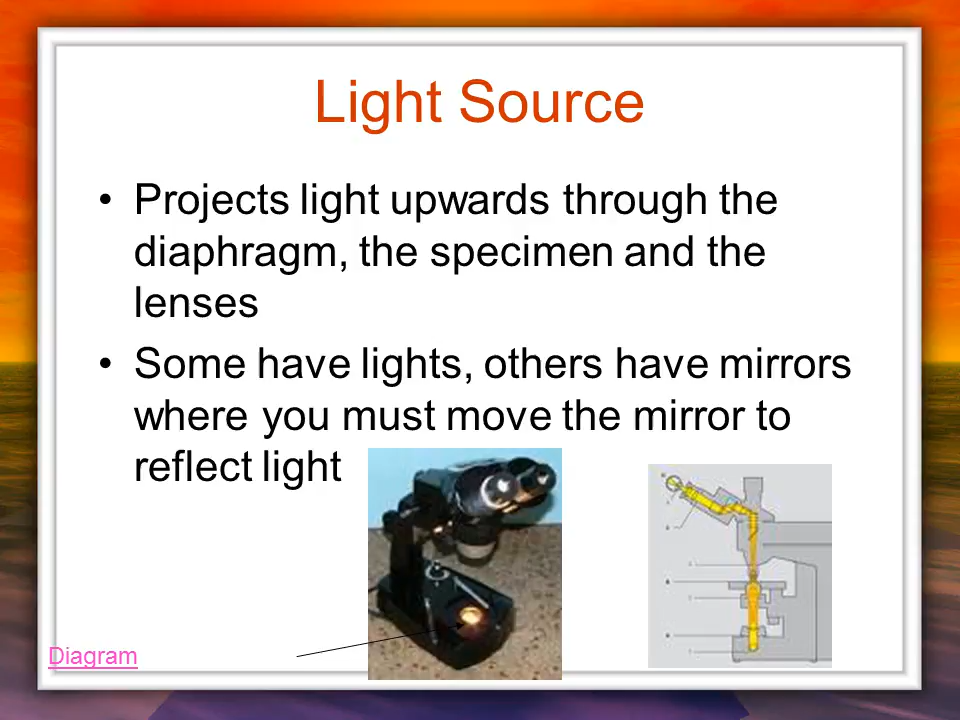 Light Source
• Projects light upwards through the
diaphragm, the specimen and the
lenses
• Some have lights, others have mirrors
where you must move the mirror to
reflect light
Diagram